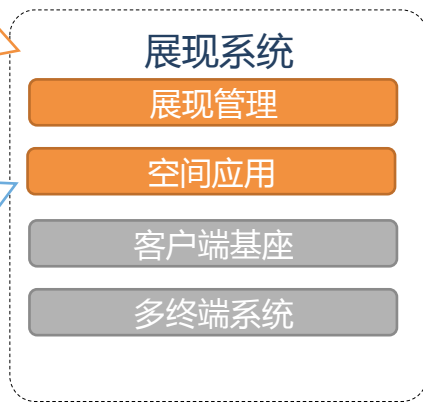 展现系统
展现管理
空间应用
客户端基座
多终端系统